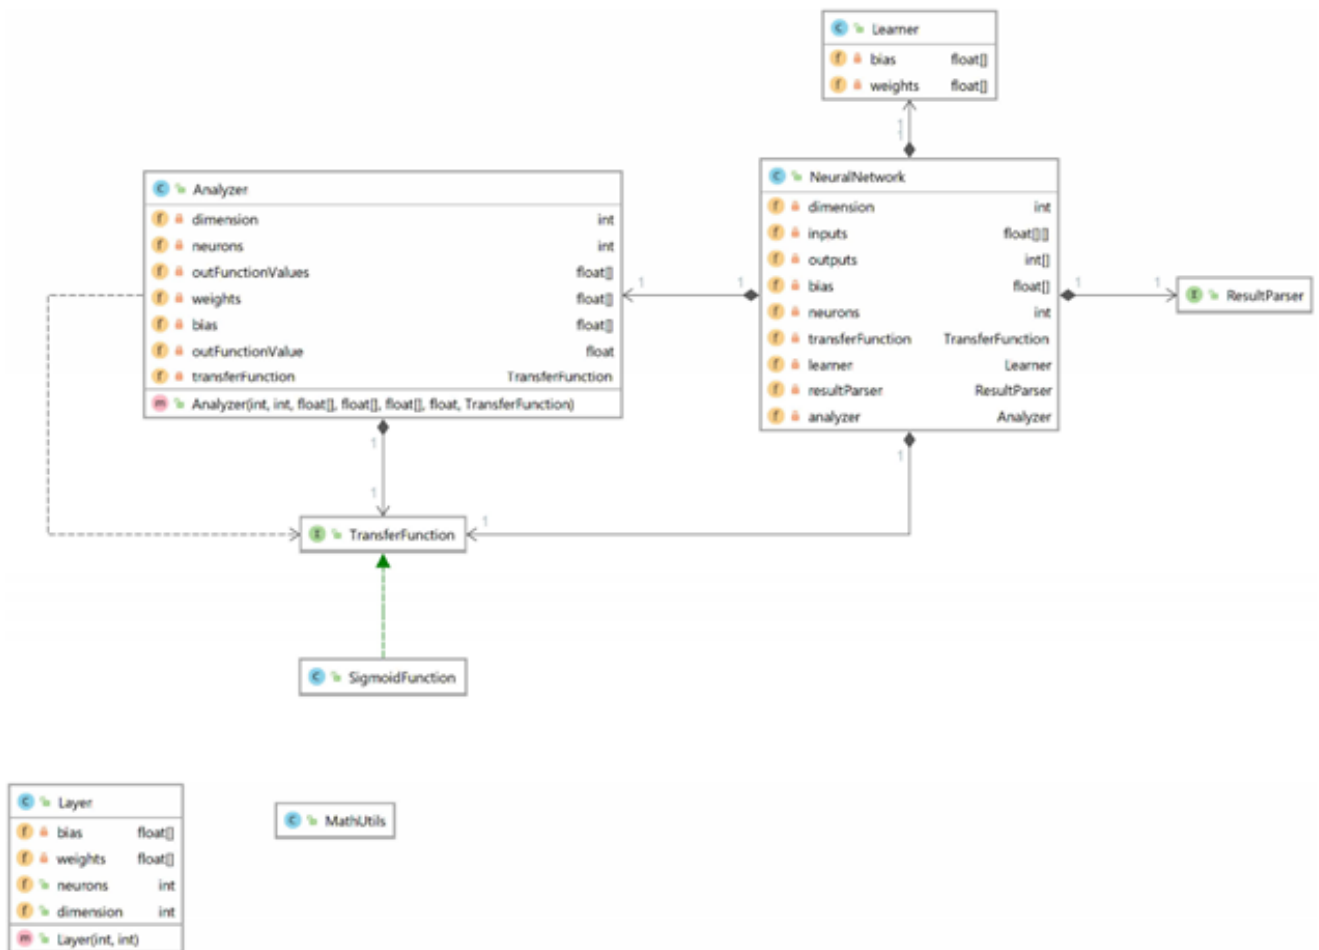 Learner
bias float[]
weights float[]
1
1
NeuralNetwork
dimension int
inputs float[][]
outputs int[]
bias float[]
neurons int
transferFunction TransferFunction
learner Learner
resultParser ResultParser
analyzer Analyzer
Analyzer
dimension int
neurons int
outFunctionValues float[]
weights float[]
bias float[]
outFunctionValue float
transferFunction TransferFunction
Analyzer(int, int, float[], float[], float[], float, TransferFunction)
1 1
1 1
ResultParser
1
1
1
1
TransferFunction
SigmoidFunction
Layer
bias float[]
weights float[]
neurons int
dimension int
Layer(int, int)
MathUtils